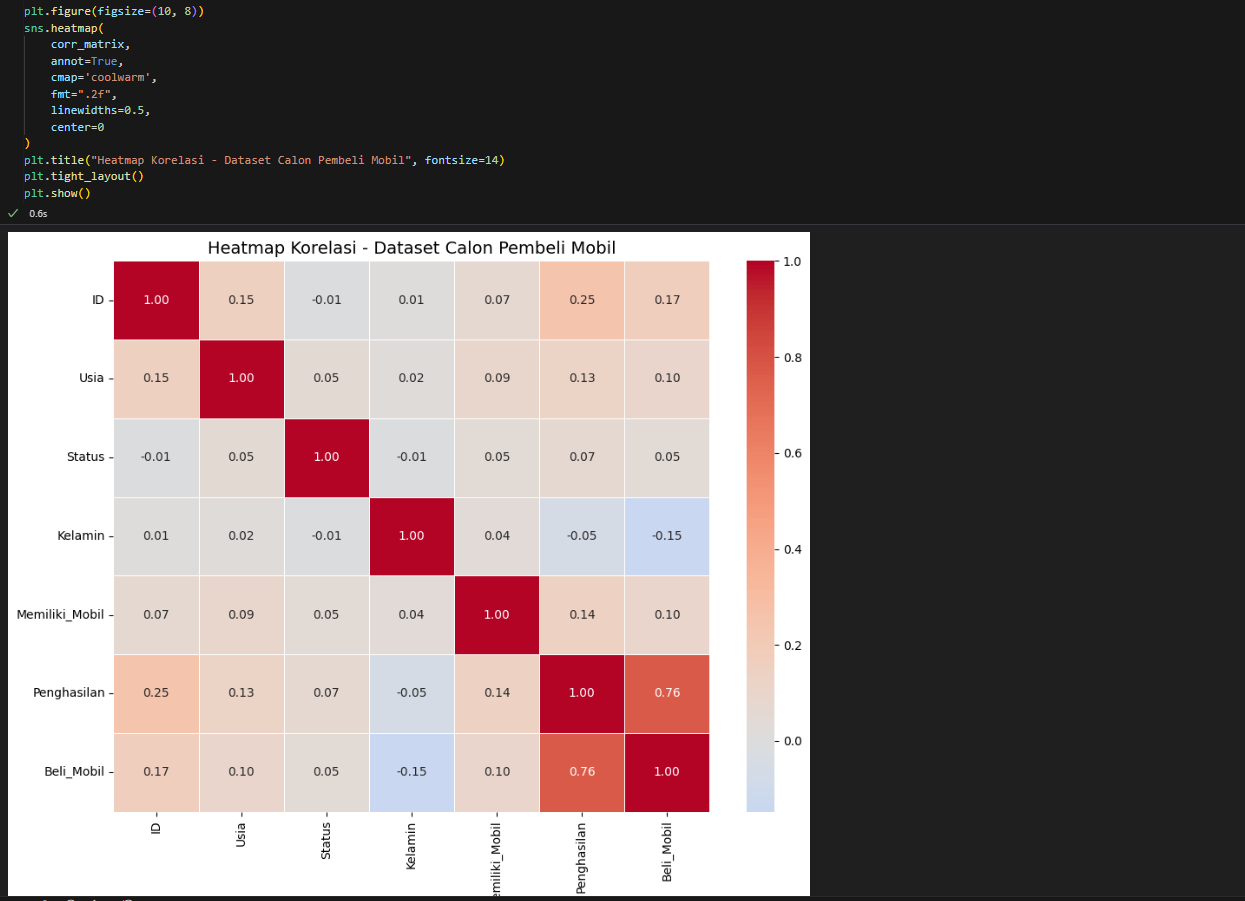 plt.figure(figsize=(10, 8))
sns.heatmap(
corr_matrix,
annot=True,
cmap='coolwarm',
fmt=".2f",
linewidths=0.5,
center=0
)
plt.title("Heatmap Korelasi - Dataset Calon Pembeli Mobil", fontsize=14)
plt.tight_layout()
plt.show()
0.6s
Heatmap Korelasi - Dataset Calon Pembeli Mobil
ID 1.00 0.15 -0.01 0.01 0.07 0.25 0.17
Usia 0.15 1.00 0.05 0.02 0.09 0.13 0.10
Status -0.01 0.05 1.00 -0.01 0.05 0.07 0.05
Kelamin 0.01 0.02 -0.01 1.00 0.04 -0.05 -0.15
Memiliki_Mobil 0.07 0.09 0.05 0.04 1.00 0.14 0.10
Penghasilan 0.25 0.13 0.07 -0.05 0.14 1.00 0.76
Beli_Mobil 0.17 0.10 0.05 -0.15 0.10 0.76 1.00
ID Usia Status Kelamin emiliki_Mobil Penghasilan Beli_Mobil
1.0
0.8
0.6
0.4
0.2
0.0